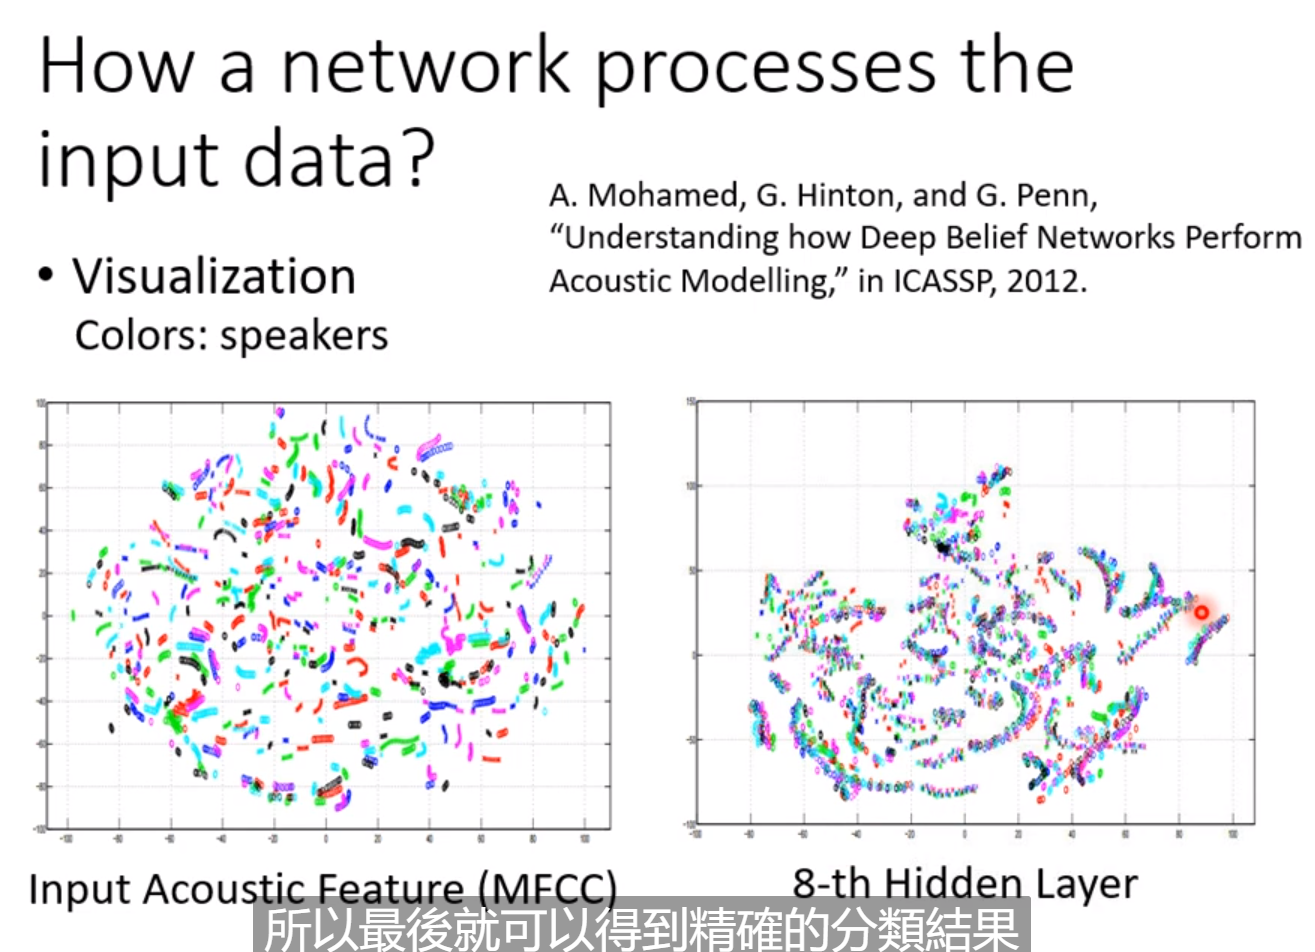 How a network processes the
input data?
A. Mohamed, G. Hinton, and G. Penn,
“Understanding how Deep Belief Networks Perform
Acoustic Modelling,” in ICASSP, 2012.
• Visualization
Colors: speakers
Input Acoustic Feature (MFCC)
8-th Hidden Layer
所以最後就可以得到精確的分類結果